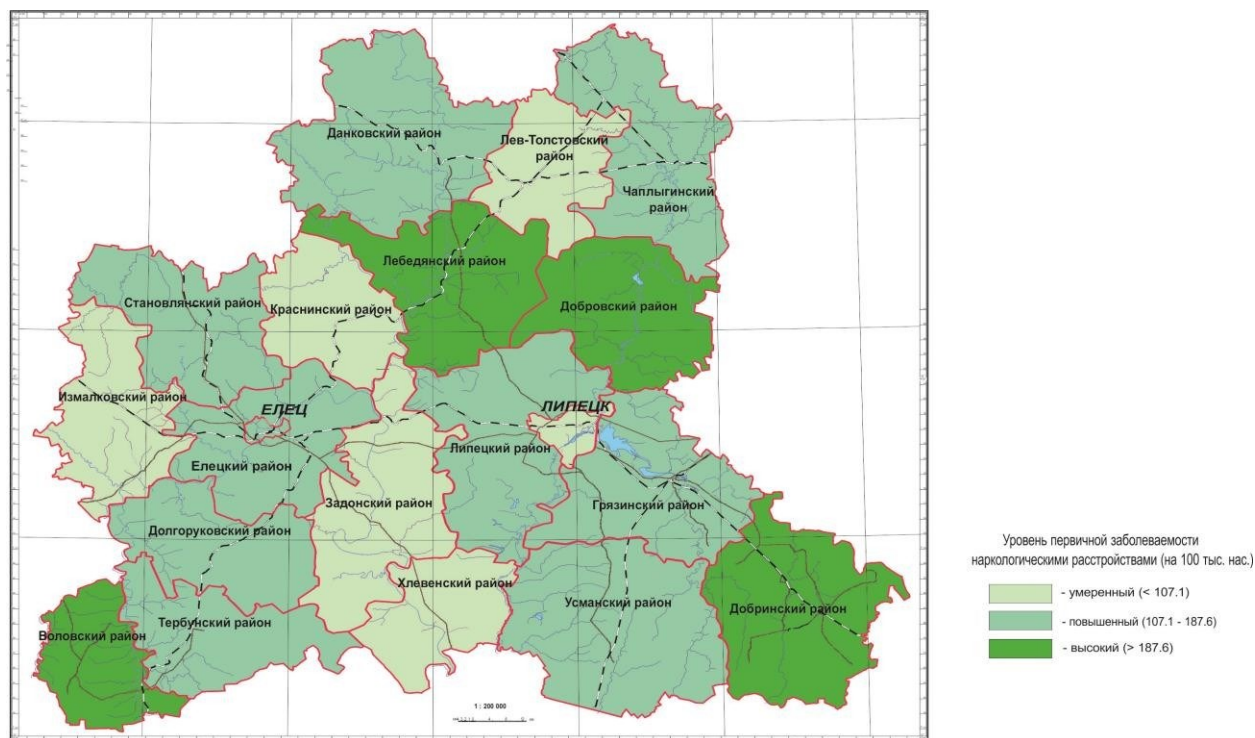 Данковский район
Лев-Толстовский
район
Чаплыгинский
район
Лебедянский район
Становлянский район
Краснинский район
Добровский район
Измалковский район
ЕЛЕЦ
ЛИПЕЦК
Липецкий район
Елецкий район
Задонский район
Грязинский район
Долгоруковский район
Хлевенский район
Усманский район
Добринский район
Воловский район
Тербунский район
1 : 200 000
Уровень первичной заболеваемости
наркологическими расстройствами (на 100 тыс. нас.)
- умеренный (< 107.1)
- повышенный (107.1 - 187.6)
- высокий (> 187.6)